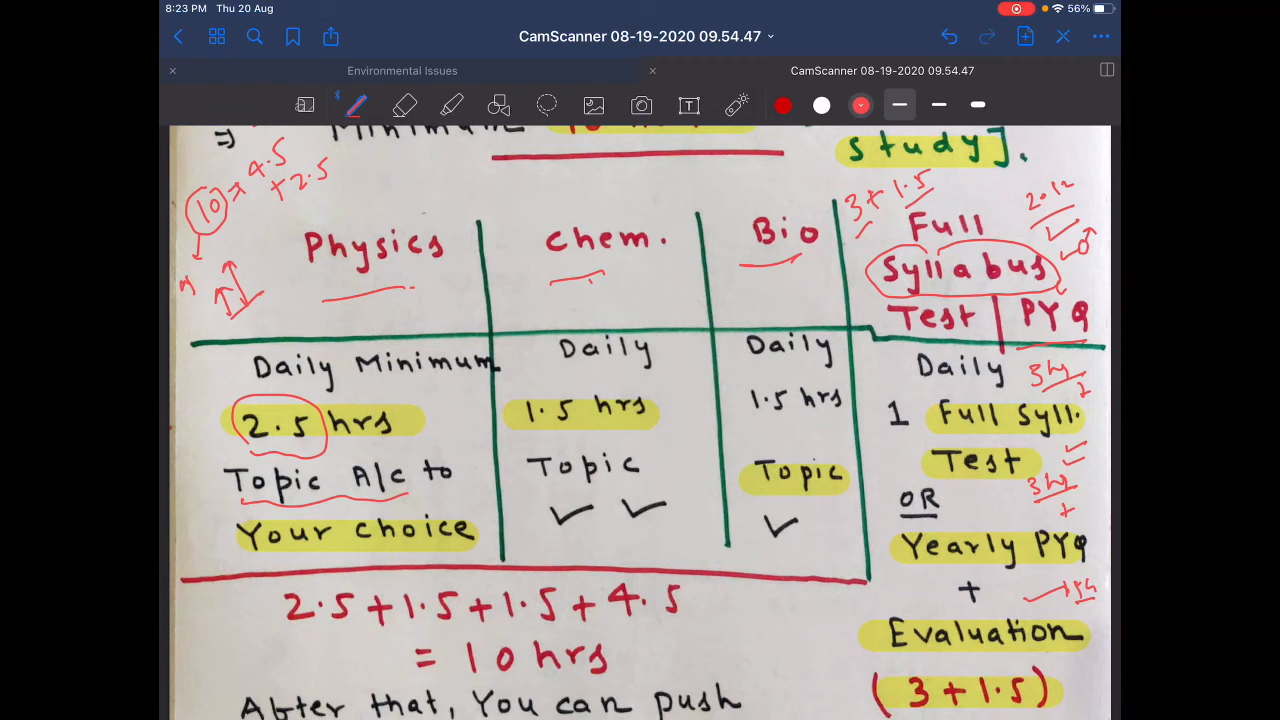 8:23 PM Thu 20 Aug
56%
CamScanner 08-19-2020 09.54.47
Environmental Issues
CamScanner 08-19-2020 09.54.47
⇒ Minimum
study].
10 + 4.5
+ 2.5
3 + 1.5
Physics
Chem.
Bio
Full
Syllabus
Test | PYQ
Daily Minimum
2.5 hrs
Topic A/c to
Your choice
Daily
1.5 hrs
Topic
✓ ✓
Daily
1.5 hrs
Topic
✓
Daily
1 Full Syll.
Test
OR
Yearly PYQ
+
Evaluation
(3 + 1.5)
2.5+1.5+1.5+4.5
= 10 hrs
After that, You can push